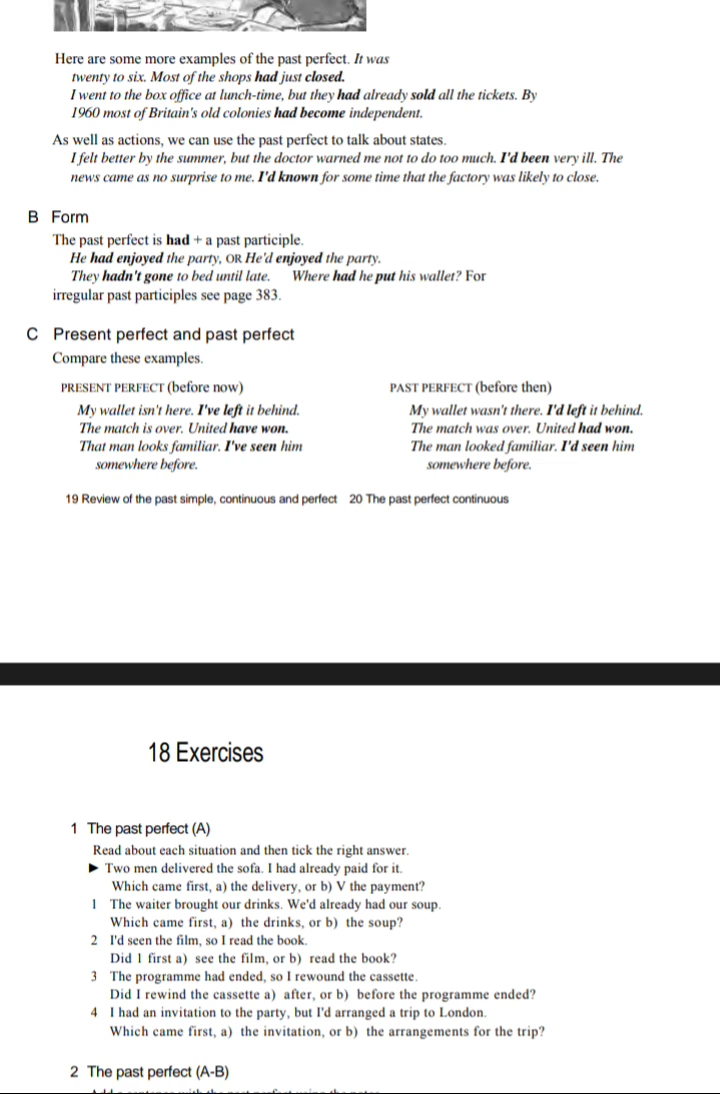 Here are some more examples of the past perfect. It was
twenty to six. Most of the shops had just closed.
I went to the box office at lunch-time, but they had already sold all the tickets. By
1960 most of Britain's old colonies had become independent.
As well as actions, we can use the past perfect to talk about states.
I felt better by the summer, but the doctor warned me not to do too much. I'd been very ill. The
news came as no surprise to me. I'd known for some time that the factory was likely to close.
B Form
The past perfect is had + a past participle.
He had enjoyed the party, OR He'd enjoyed the party.
They hadn't gone to bed until late. Where had he put his wallet? For
irregular past participles see page 383.
C Present perfect and past perfect
Compare these examples.
PRESENT PERFECT (before now) PAST PERFECT (before then)
My wallet isn't here. I've left it behind. My wallet wasn't there. I'd left it behind.
The match is over. United have won. The match was over. United had won.
That man looks familiar. I've seen him The man looked familiar. I'd seen him
somewhere before. somewhere before.
19 Review of the past simple, continuous and perfect 20 The past perfect continuous
18 Exercises
1 The past perfect (A)
Read about each situation and then tick the right answer.
► Two men delivered the sofa. I had already paid for it.
Which came first, a) the delivery, or b) V the payment?
1 The waiter brought our drinks. We'd already had our soup.
Which came first, a) the drinks, or b) the soup?
2 I'd seen the film, so I read the book.
Did I first a) see the film, or b) read the book?
3 The programme had ended, so I rewound the cassette.
Did I rewind the cassette a) after, or b) before the programme ended?
4 I had an invitation to the party, but I'd arranged a trip to London.
Which came first, a) the invitation, or b) the arrangements for the trip?
2 The past perfect (A-B)